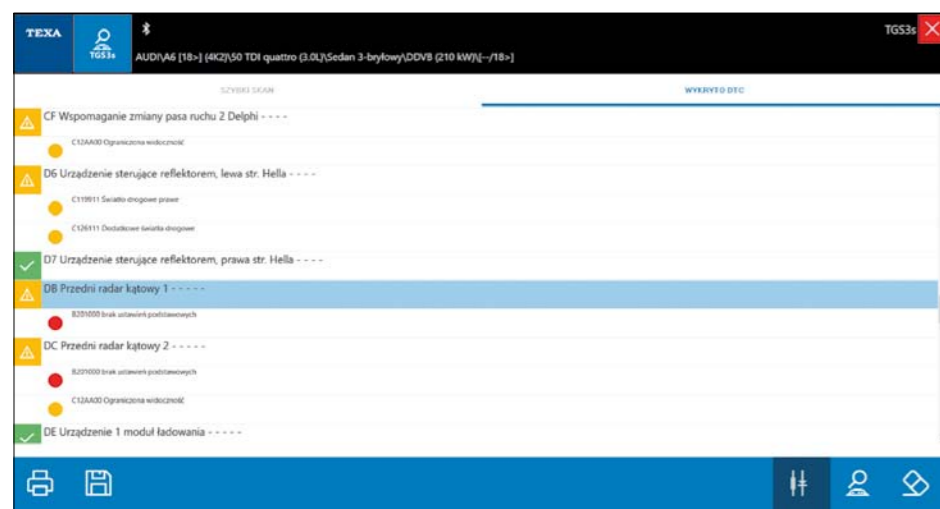 TEXA
TGS3s
TGS3s
AUDI\A6 [18>] (4K2)\50 TDI quattro (3.0L)\Sedan 3-bryłowy\DDVB (210 kW)\[--/18>]
SZYBKI SCAN
WYKRYTO DTC
CF Wspomaganie zmiany pasa ruchu 2 Delphi - - - -
C12AA00 Ograniczona widoczność
D6 Urządzenie sterujące reflektorem, lewa str. Hella - - - -
C119911 Światło drogowe prawe
C126111 Dodatkowe światła drogowe
D7 Urządzenie sterujące reflektorem, prawa str. Hella - - - -
DB Przedni radar kątowy 1 - - - - -
B201000 brak ustawień podstawowych
DC Przedni radar kątowy 2 - - - - -
B201000 brak ustawień podstawowych
C12AA00 Ograniczona widoczność
DE Urządzenie 1 moduł ładowania - - - - -